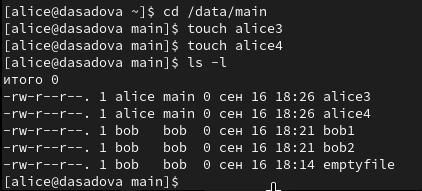 [alice@dasadova ~]$ cd /data/main
[alice@dasadova main]$ touch alice3
[alice@dasadova main]$ touch alice4
[alice@dasadova main]$ ls -l
итого 0
-rw-r--r--. 1 alice main 0 сен 16 18:26 alice3
-rw-r--r--. 1 alice main 0 сен 16 18:26 alice4
-rw-r--r--. 1 bob   bob  0 сен 16 18:21 bob1
-rw-r--r--. 1 bob   bob  0 сен 16 18:21 bob2
-rw-r--r--. 1 bob   bob  0 сен 16 18:14 emptyfile
[alice@dasadova main]$